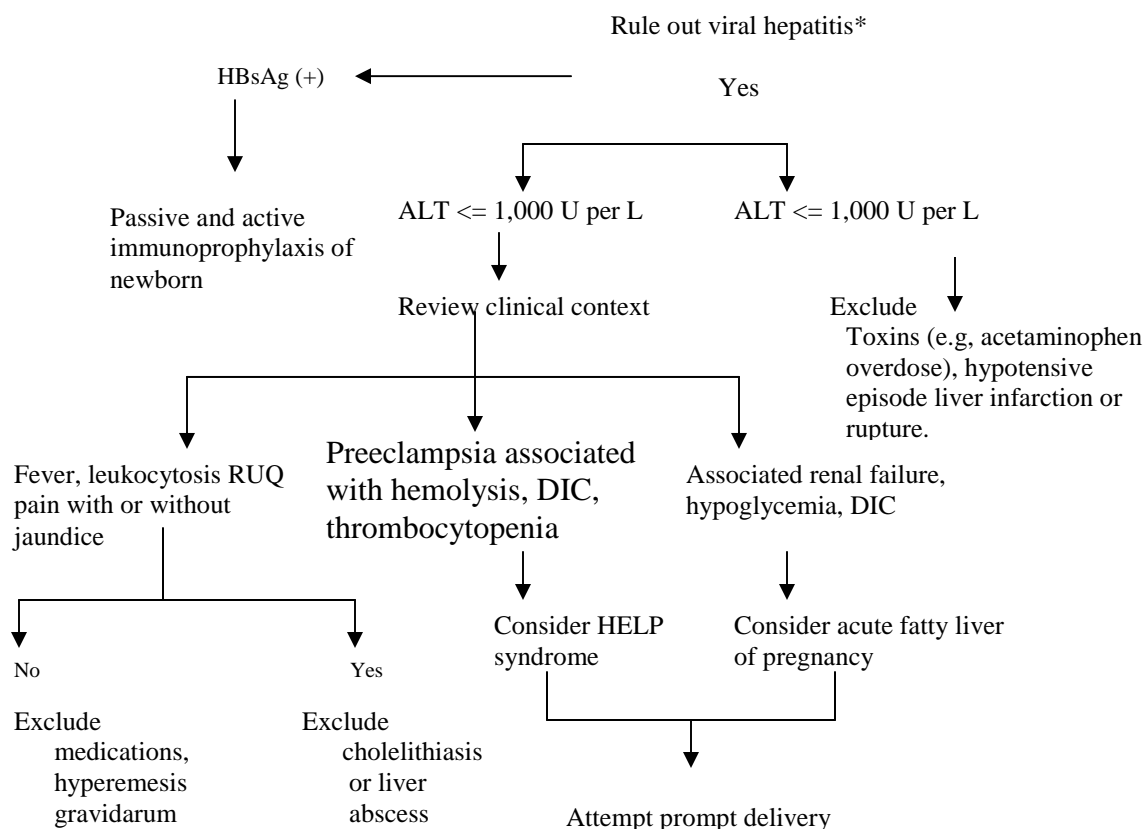 Rule out viral hepatitis*
HBsAg (+)
Yes
Passive and active
immunoprophylaxis of
newborn
ALT <= 1,000 U per L
ALT <= 1,000 U per L
Review clinical context
Exclude
Toxins (e.g, acetaminophen
overdose), hypotensive
episode liver infarction or
rupture.
Fever, leukocytosis RUQ
pain with or without
jaundice
Preeclampsia associated
with hemolysis, DIC,
thrombocytopenia
Associated renal failure,
hypoglycemia, DIC
No
Yes
Exclude
medications,
hyperemesis
gravidarum
Exclude
cholelithiasis
or liver
abscess
Consider HELP
syndrome
Consider acute fatty liver
of pregnancy
Attempt prompt delivery